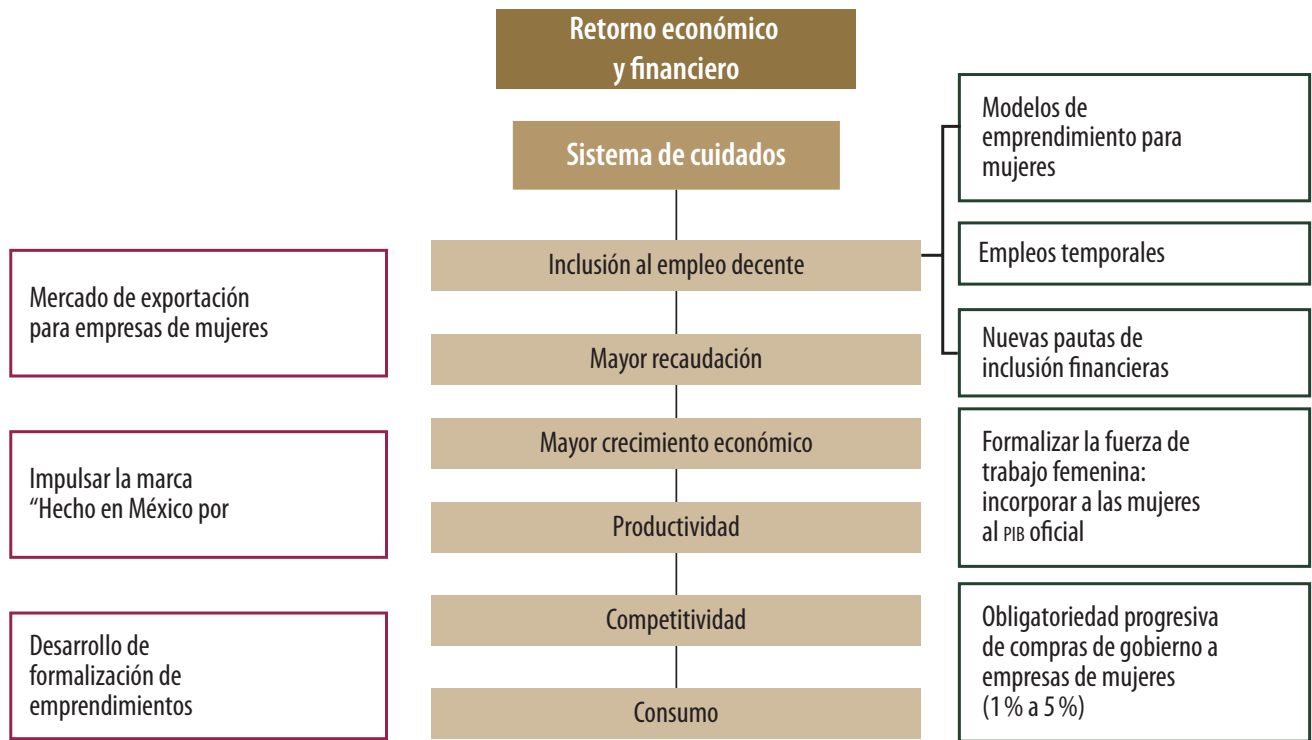 Retorno económico
y financiero
Sistema de cuidados
Inclusión al empleo decente
Mayor recaudación
Mayor crecimiento económico
Productividad
Competitividad
Consumo
Mercado de exportación
para empresas de mujeres
Impulsar la marca
“Hecho en México por
Desarrollo de
formalización de
emprendimientos
Modelos de
emprendimiento para
mujeres
Empleos temporales
Nuevas pautas de
inclusión financieras
Formalizar la fuerza de
trabajo femenina:
incorporar a las mujeres
al PIB oficial
Obligatoriedad progresiva
de compras de gobierno a
empresas de mujeres
(1 % a 5 %)